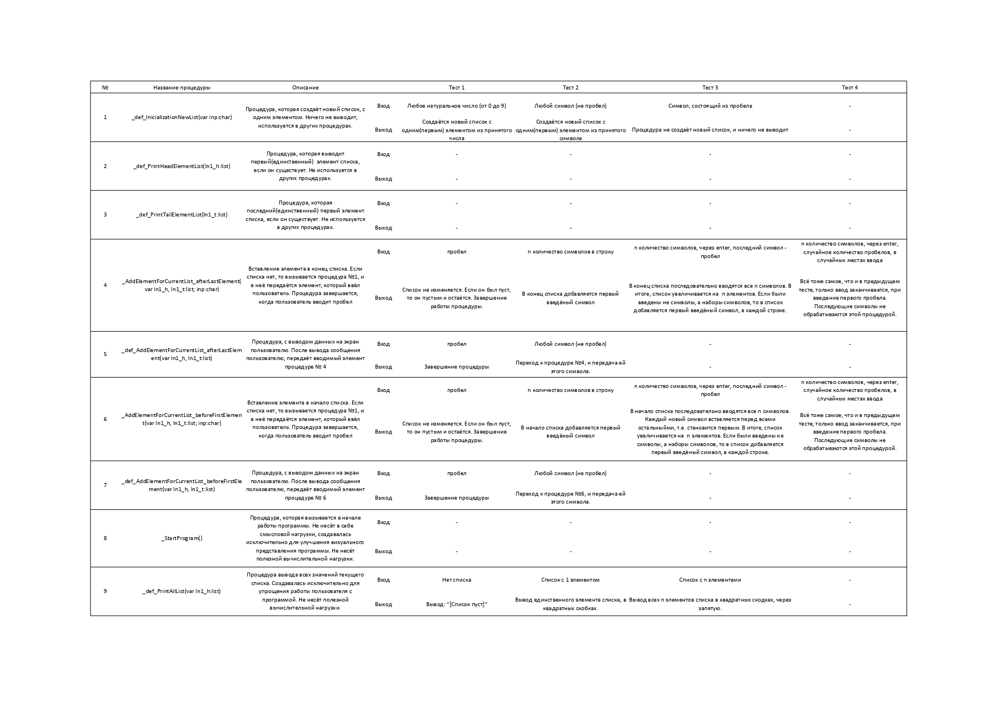 № Название процедуры Описание Тест 1 Тест 2 Тест 3 Тест 4
1
_def_InicializationNewList(var inp:char)
Процедура, которая создаёт новый список, с
одним элементом. Ничего не выводит,
используется в других процедурах.
Вход
Любое натуральное число (от 0 до 9)
Любой символ (не пробел)
Символ, состоящий из пробела
-
Выход
Создаётся новый список с
одним(первым) элементом из принятого
числа
Создаётся новый список с
одним(первым) элементом из принятого
символа
Процедура не создаёт новый список, и ничего не выводит
-
2
_def_PrintHeadElementList(ln1_h:list)
Процедура, которая выводит
первый(единственный)  элемент списка,
если он существует. Не используется в
других процедурах.
Вход
-
-
-
-
Выход
-
-
-
-
3
_def_PrintTailElementList(ln1_t:list)
Процедура, которая
последний(единственный) первый элемент
списка, если он существует. Не используется
в других процедурах.
Вход
-
-
-
-
Выход
-
-
-
-
4
_AddElementForCurrentList_afterLastElement(
var ln1_h, ln1_t:list; inp:char)
Вставление элемента в конец списка. Если
списка нет, то вызывается процедура №1, и
в неё передаётся элемент, который ввёл
пользователь. Процедура завершается,
когда пользователь вводит пробел
Вход
пробел
n количество символов в строку
n количество символов, через enter, последний символ -
пробел
n количество символов, через enter,
случайное количество пробелов, в
случайных местах ввода
Выход
Список не изменяется. Если он был пуст,
то он пустым и остаётся. Завершение
работы процедуры.
В конец списка добавляется первый
введёный символ
В конец списка последовательно вводятся все n символов. В
итоге, список увеличивается на  n элементов. Если были
введены не символы, а наборы символов, то в список
добавляется первый введёный символ, в каждой строке.
Всё тоже самое, что и в предыдущем
тесте, только ввод заканчивается, при
введение первого пробела.
Последующие символы не
обрабатываются этой процедурой.
5
_def_AddElementForCurrentList_afterLastElem
ent(var ln1_h, ln1_t:list)
Процедура, с выводом данных на экран
пользователю. После вывода сообщения
пользователю, передаёт вводимый элемент
процедуре № 4
Вход
пробел
Любой символ (не пробел)
-
-
Выход
Завершение процедуры
Переход к процедуре №4, и передача ей
этого символа.
-
-
6
_AddElementForCurrentList_beforeFirstElemen
t(var ln1_h, ln1_t:list; inp:char)
Вставление элемента в начало списка. Если
списка нет, то вызывается процедура №1, и
в неё передаётся элемент, который ввёл
пользователь. Процедура завершается,
когда пользователь вводит пробел
Вход
пробел
n количество символов в строку
n количество символов, через enter, последний символ -
пробел
n количество символов, через enter,
случайное количество пробелов, в
случайных местах ввода
Выход
Список не изменяется. Если он был пуст,
то он пустым и остаётся. Завершение
работы процедуры.
В начало списка добавляется первый
введёный символ
В начало списка последовательно вводятся все n символов.
Каждый новый символ вставляется перед всеми
остальныйми, т.е. становится первым. В итоге, список
увеличивается на  n элементов. Если были введены не
символы, а наборы символов, то в список добавляется
первый введёный символ, в каждой строке.
Всё тоже самое, что и в предыдущем
тесте, только ввод заканчивается, при
введение первого пробела.
Последующие символы не
обрабатываются этой процедурой.
7
_def_AddElementForCurrentList_beforeFirstEle
ment(var ln1_h, ln1_t:list)
Процедура, с выводом данных на экран
пользователю. После вывода сообщения
пользователю, передаёт вводимый элемент
процедуре № 6
Вход
пробел
Любой символ (не пробел)
-
-
Выход
Завершение процедуры
Переход к процедуре №6, и передача ей
этого символа.
-
-
8
_StartProgram()
Процедура, которая вызывается в начале
работы программы. Не несёт в себе
смысловой нагрузки, создавалась
исключительно для улучшения визуального
представления программы. Не несёт
полезной вычислительной нагрузки.
Вход
-
-
-
-
Выход
-
-
-
-
9
_def_PrintAllList(var ln1_h:list)
Процедура вывода всех значений текущего
списка. Создавалась исключительно для
упрощения работы пользователя с
программой. Не несёт полезной
вычислительной нагрузки.
Вход
Нет списка
Список с 1 элементом
Список с n элементами
-
Выход
Вывод: "[Список пуст]"
Вывод единственного элемента списка, в
квадратных скобках.
Вывод всех n элементов списка в квадратных скодках, через
запятую.
-